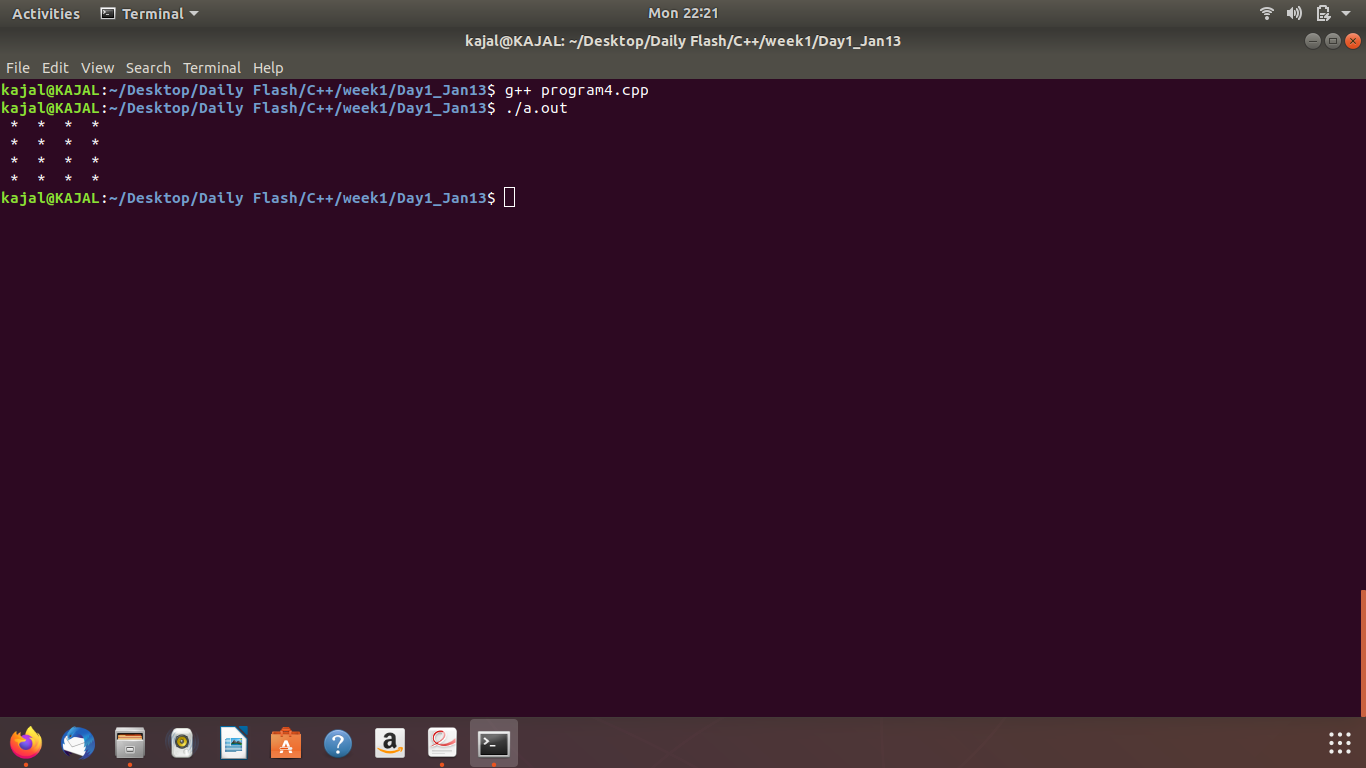 Activities Terminal Mon 22:21
kajal@KAJAL: ~/Desktop/Daily Flash/C++/week1/Day1_Jan13
File Edit View Search Terminal Help
kajal@KAJAL:~/Desktop/Daily Flash/C++/week1/Day1_Jan13$ g++ program4.cpp
kajal@KAJAL:~/Desktop/Daily Flash/C++/week1/Day1_Jan13$ ./a.out
 *  *  *  *
 *  *  *  *
 *  *  *  *
 *  *  *  *
kajal@KAJAL:~/Desktop/Daily Flash/C++/week1/Day1_Jan13$